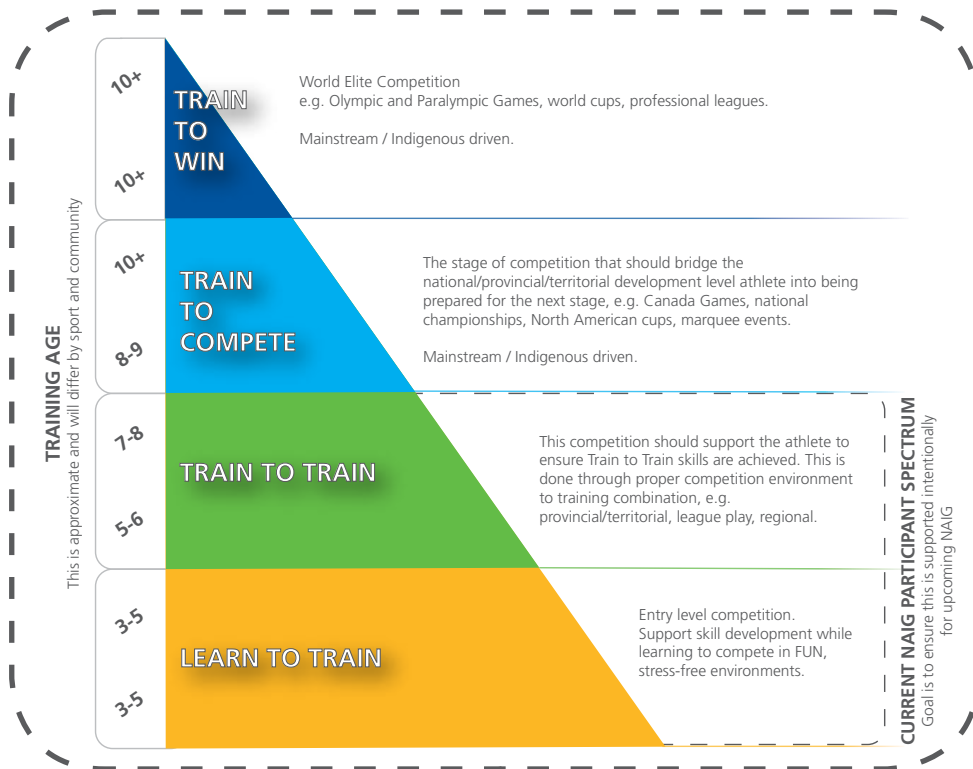 TRAINING AGE
This is approximate and will differ by sport and community
10+
10+
TRAIN
TO
WIN
World Elite Competition
e.g. Olympic and Paralympic Games, world cups, professional leagues.
Mainstream / Indigenous driven.
10+
8-9
TRAIN
TO
COMPETE
The stage of competition that should bridge the
national/provincial/territorial development level athlete into being
prepared for the next stage, e.g. Canada Games, national
championships, North American cups, marquee events.
Mainstream / Indigenous driven.
7-8
5-6
TRAIN TO TRAIN
This competition should support the athlete to
ensure Train to Train skills are achieved. This is
done through proper competition environment
to training combination, e.g.
provincial/territorial, league play, regional.
3-5
3-5
LEARN TO TRAIN
Entry level competition.
Support skill development while
learning to compete in FUN,
stress-free environments.
CURRENT NAIG PARTICIPANT SPECTRUM
Goal is to ensure this is supported intentionally
for upcoming NAIG